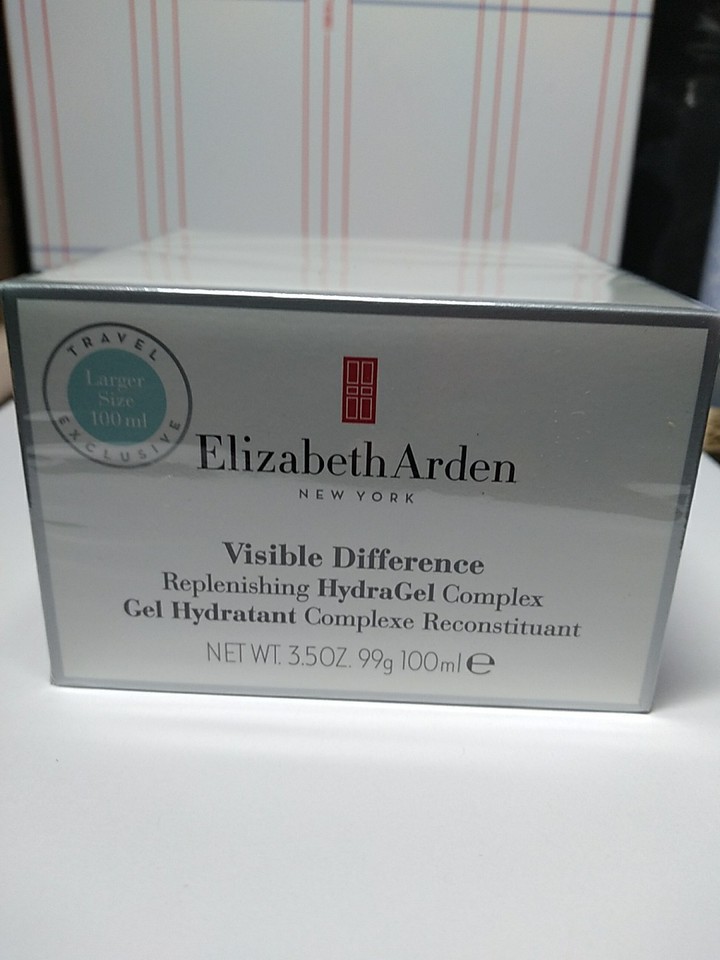 TRAVEL
Larger
Size
100 ml
EXCLUSIVE
ElizabethArden
NEW YORK
Visible Difference
Replenishing HydraGel Complex
Gel Hydratant Complexe Reconstituant
NET WT. 3.5OZ. 99g 100ml e